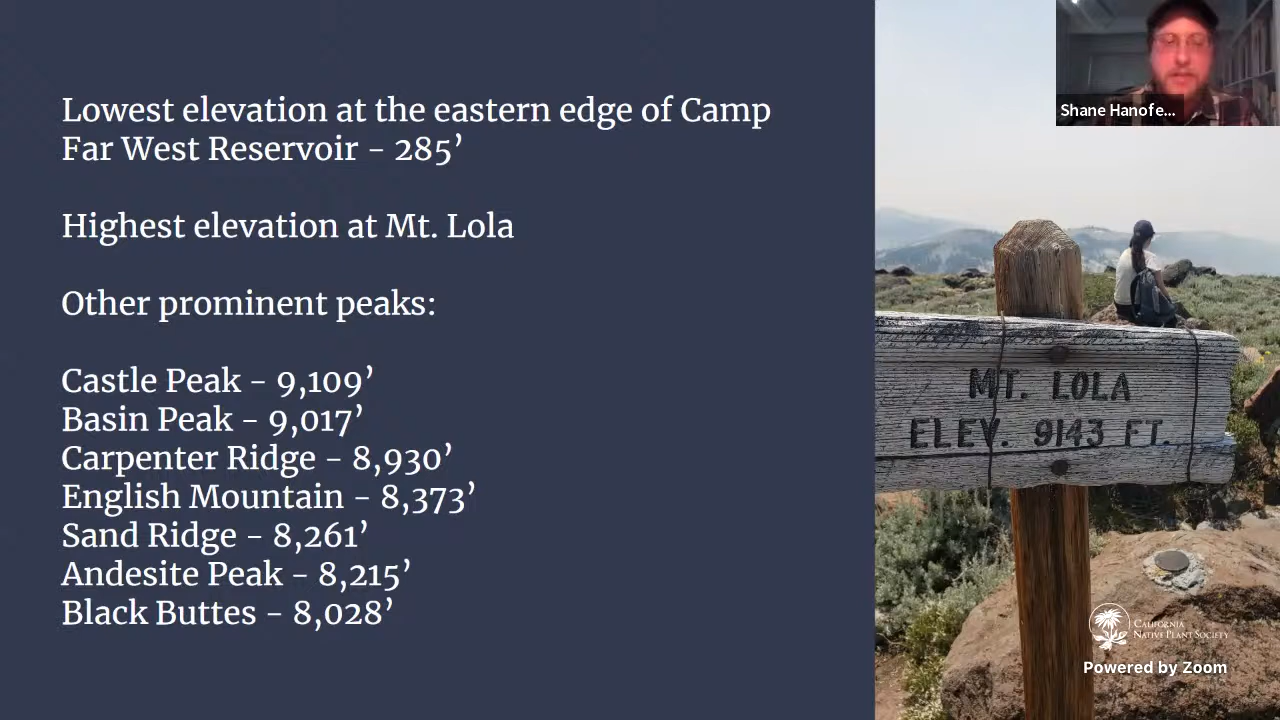 Lowest elevation at the eastern edge of Camp
Far West Reservoir - 285’
Highest elevation at Mt. Lola
Other prominent peaks:
Castle Peak - 9,109’
Basin Peak - 9,017’
Carpenter Ridge - 8,930’
English Mountain - 8,373’
Sand Ridge - 8,261’
Andesite Peak - 8,215’
Black Buttes - 8,028’
Shane Hanofe...
MT. LOLA
ELEV. 9143 FT.
CALIFORNIA
NATIVE PLANT SOCIETY
Powered by Zoom